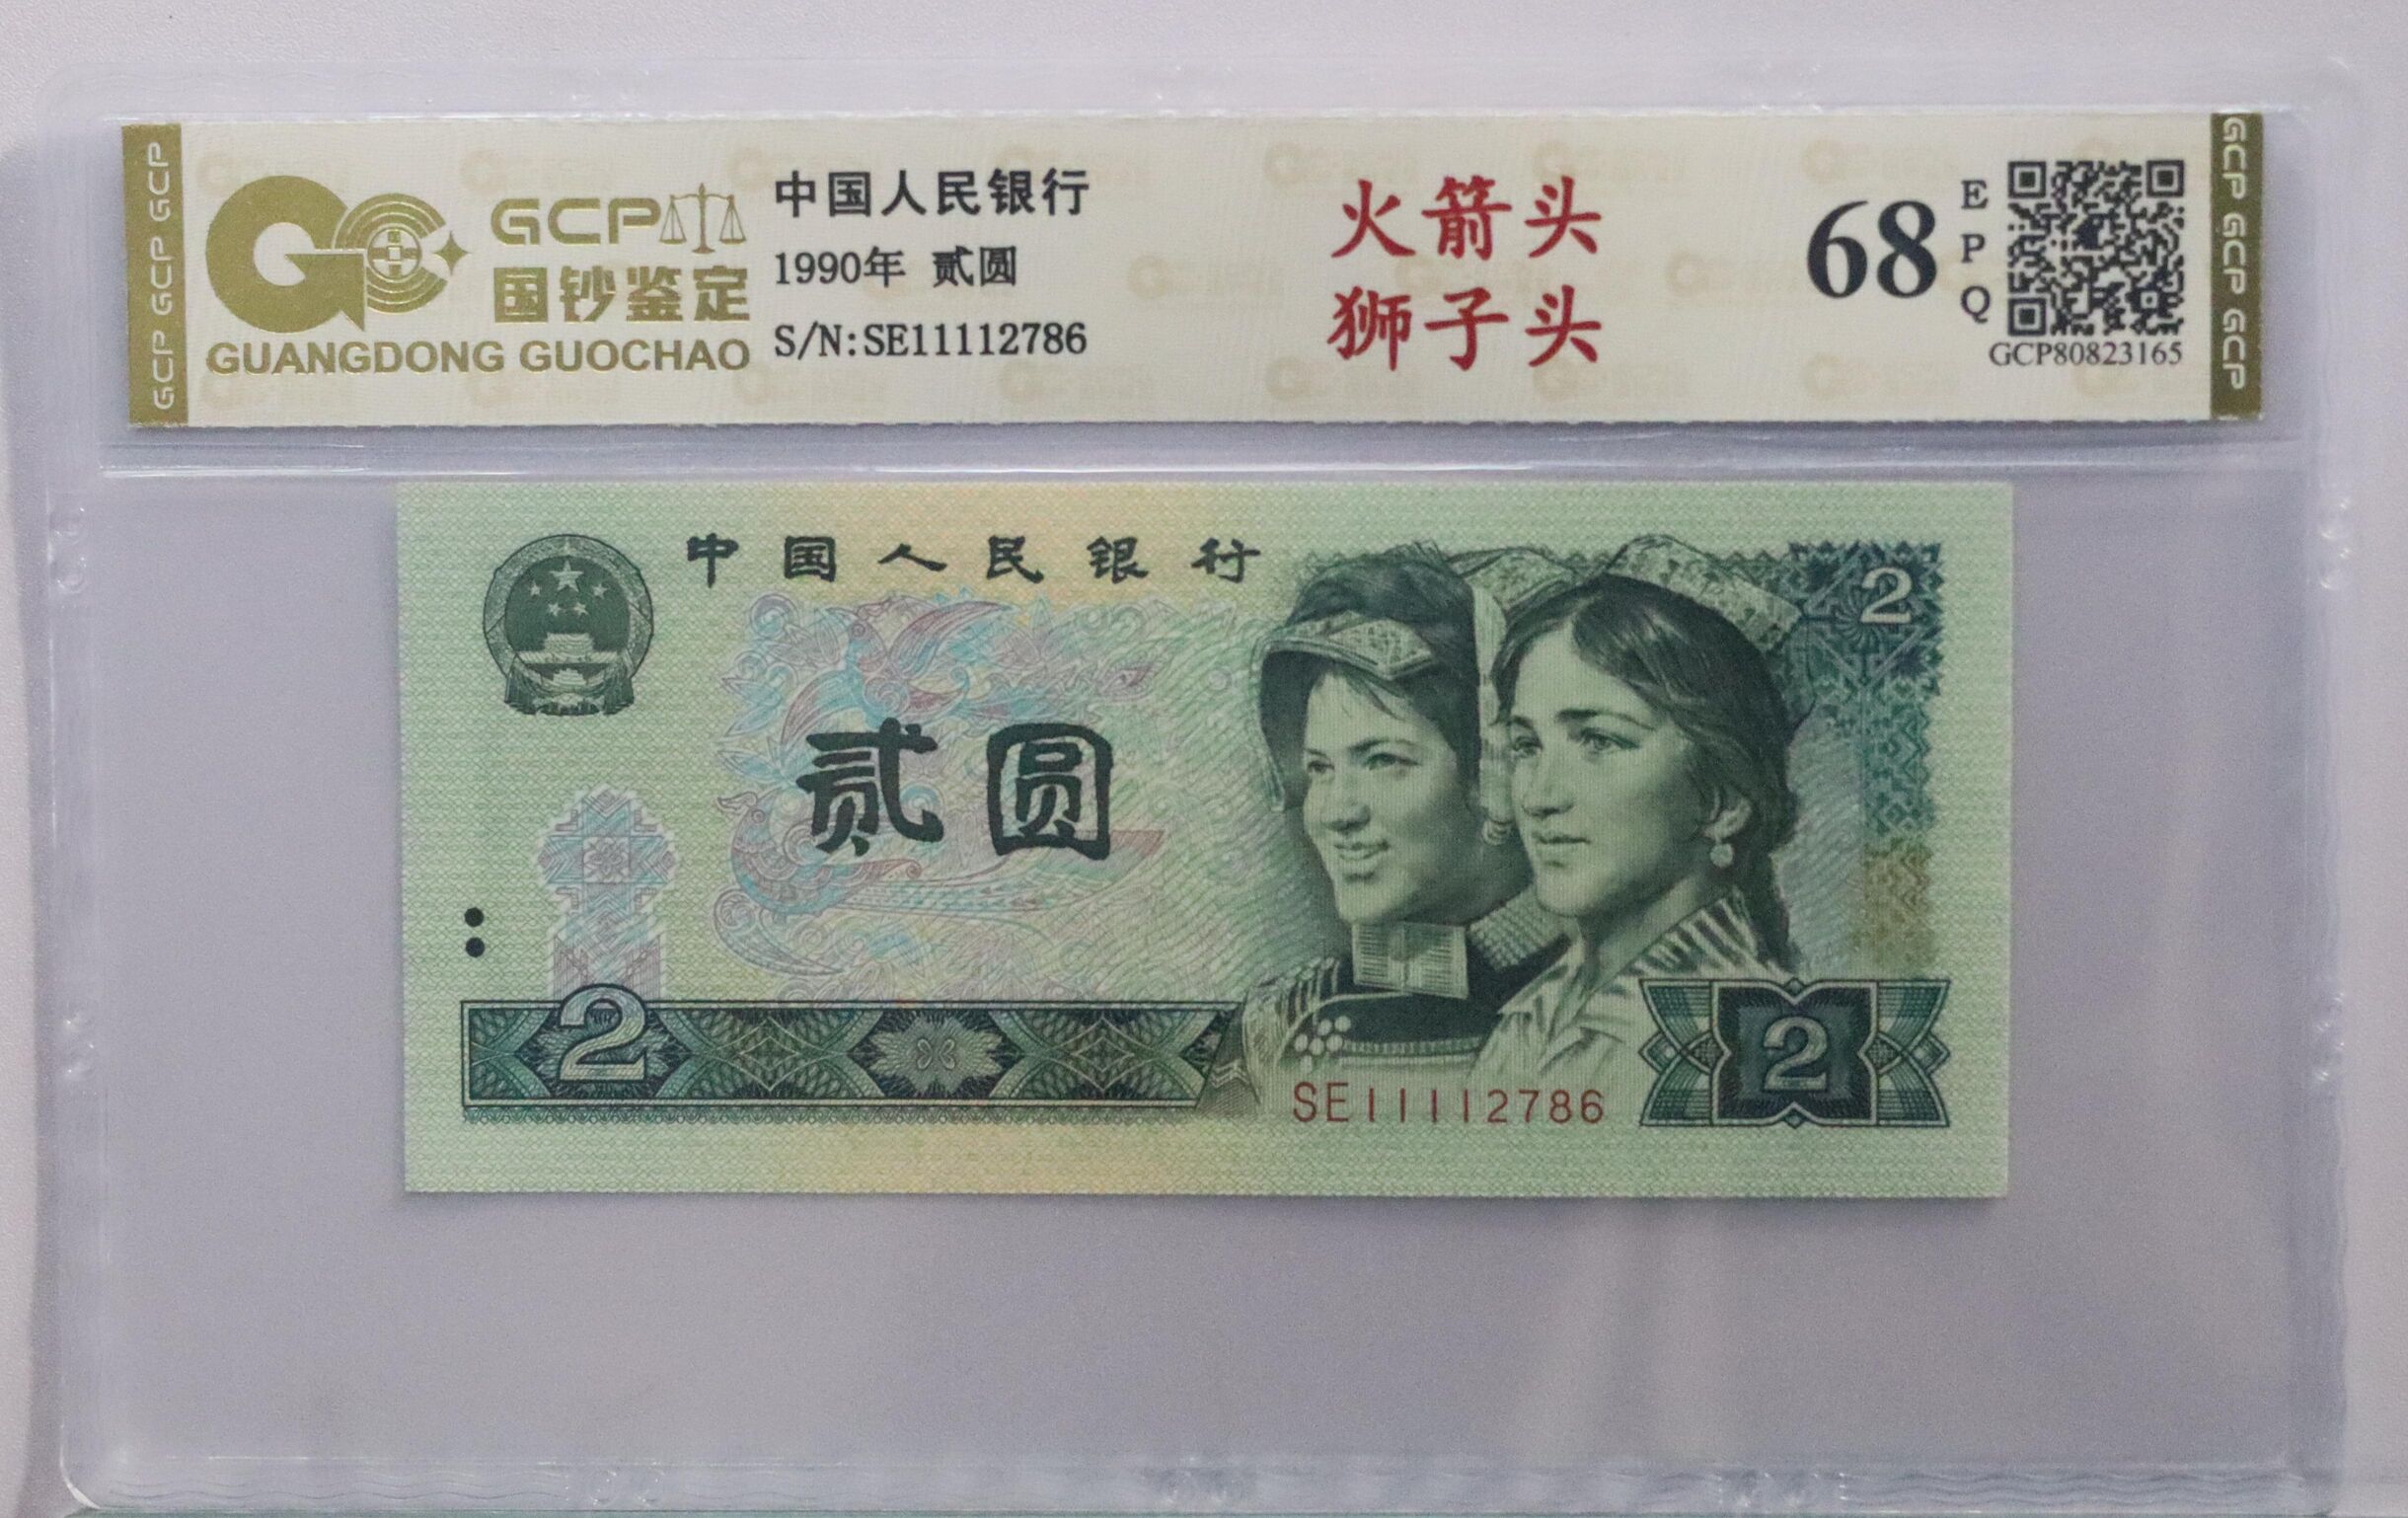 GCP GCP GCP
GCP
国钞鉴定
GUANGDONG GUOCHAO
中国人民银行
1990年 贰圆
S/N:SE11112786
火箭头
狮子头
68
EPQ
GCP80823165
GCP GCP GCP
中国人民银行
贰圆
2
2
2
SE11112786